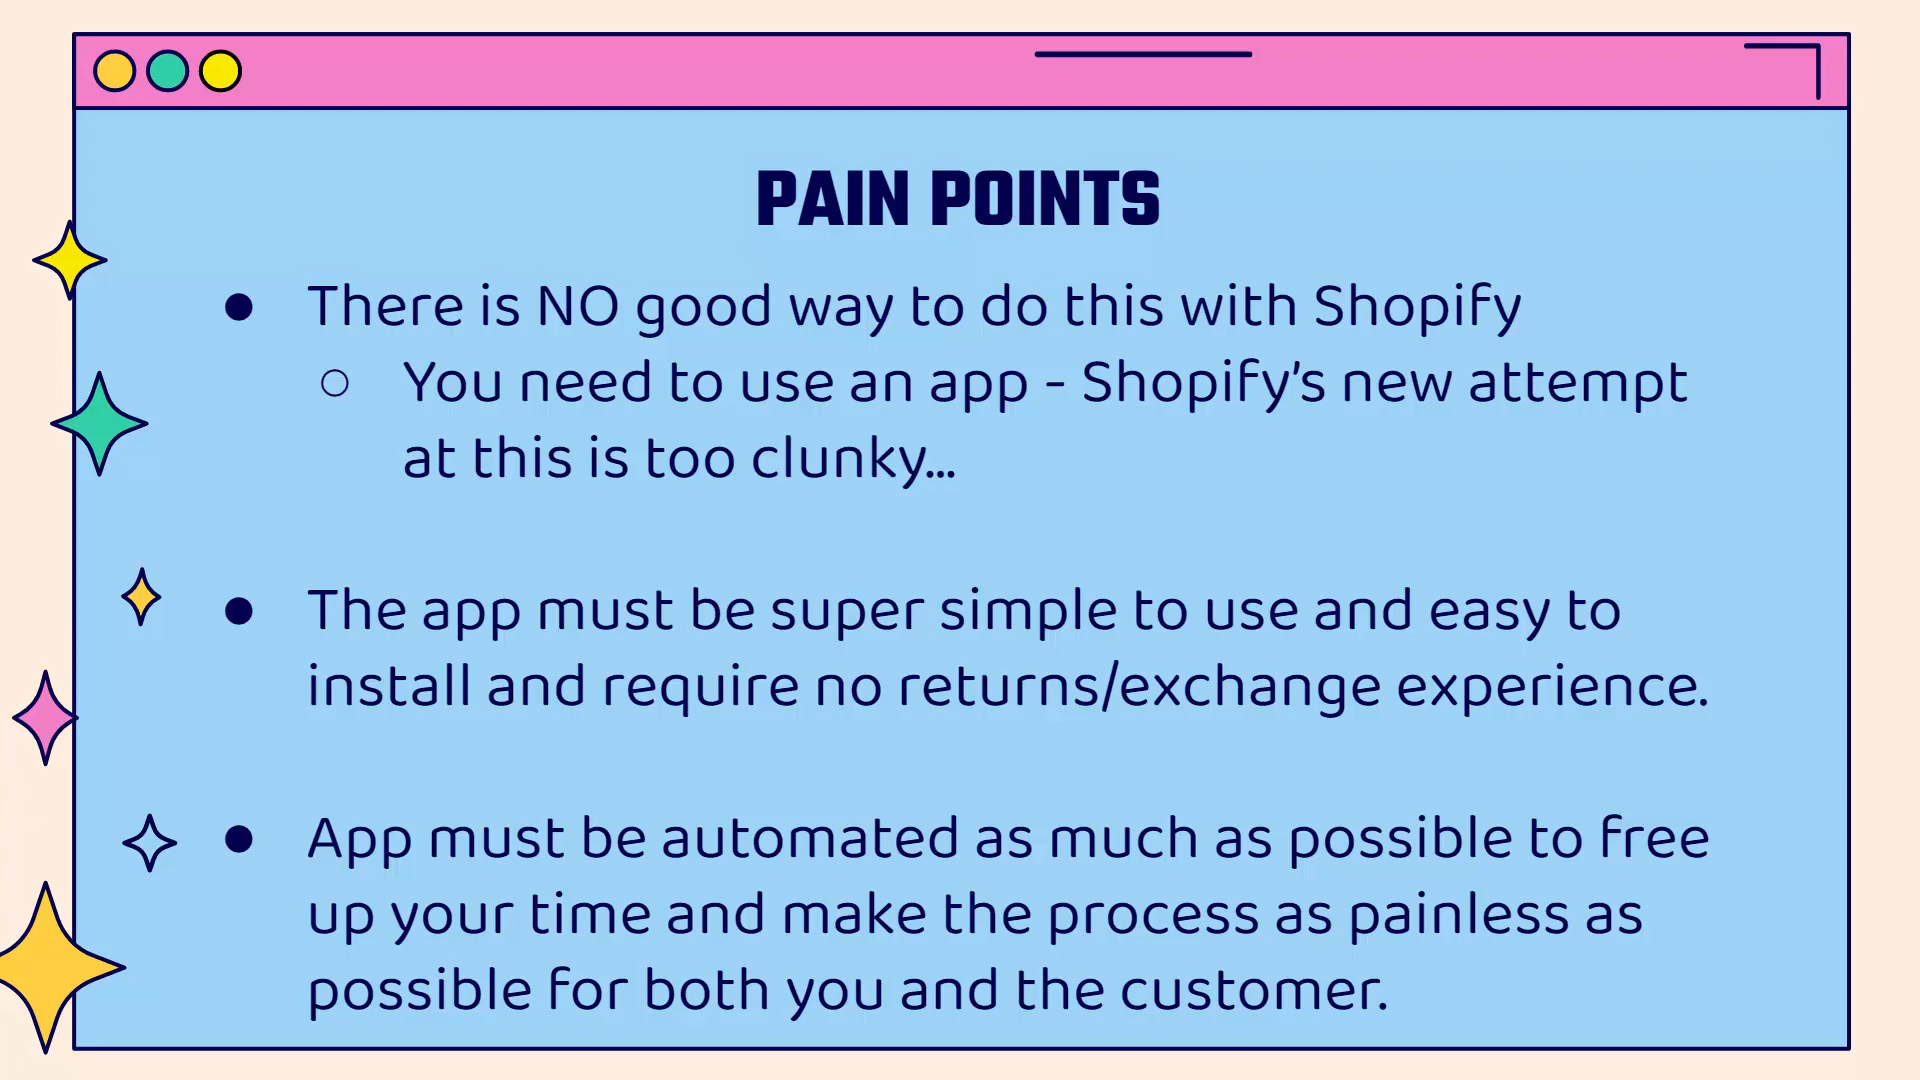 PAIN POINTS
● There is NO good way to do this with Shopify
○ You need to use an app - Shopify's new attempt
at this is too clunky...
● The app must be super simple to use and easy to
install and require no returns/exchange experience.
● App must be automated as much as possible to free
up your time and make the process as painless as
possible for both you and the customer.